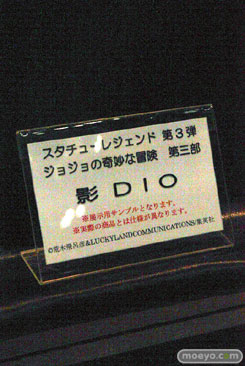 スタチューレジェンド 第3弾
ジョジョの奇妙な冒険 第三部
影 DIO
※展示用サンプルとなります。
※実際の商品とは仕様が異なります。
©荒木飛呂彦&LUCKYLANDCOMMUNICATIONS/集英社
moeyo.com